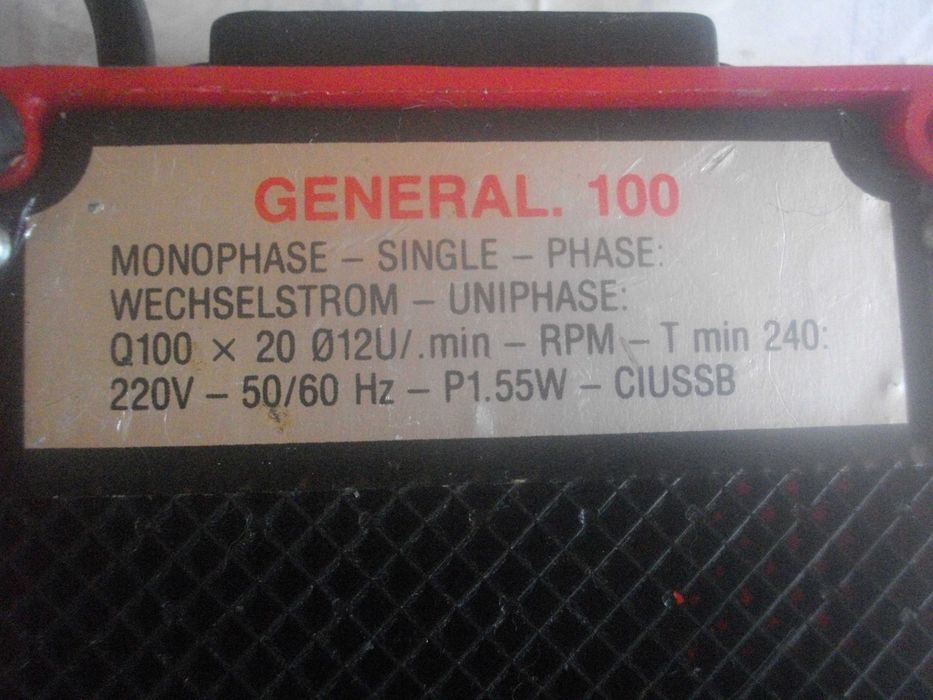 GENERAL. 100
MONOPHASE – SINGLE – PHASE:
WECHSELSTROM – UNIPHASE:
Q100 × 20 Ø12U/.min – RPM – T min 240:
220V – 50/60 Hz – P1.55W – CIUSSB